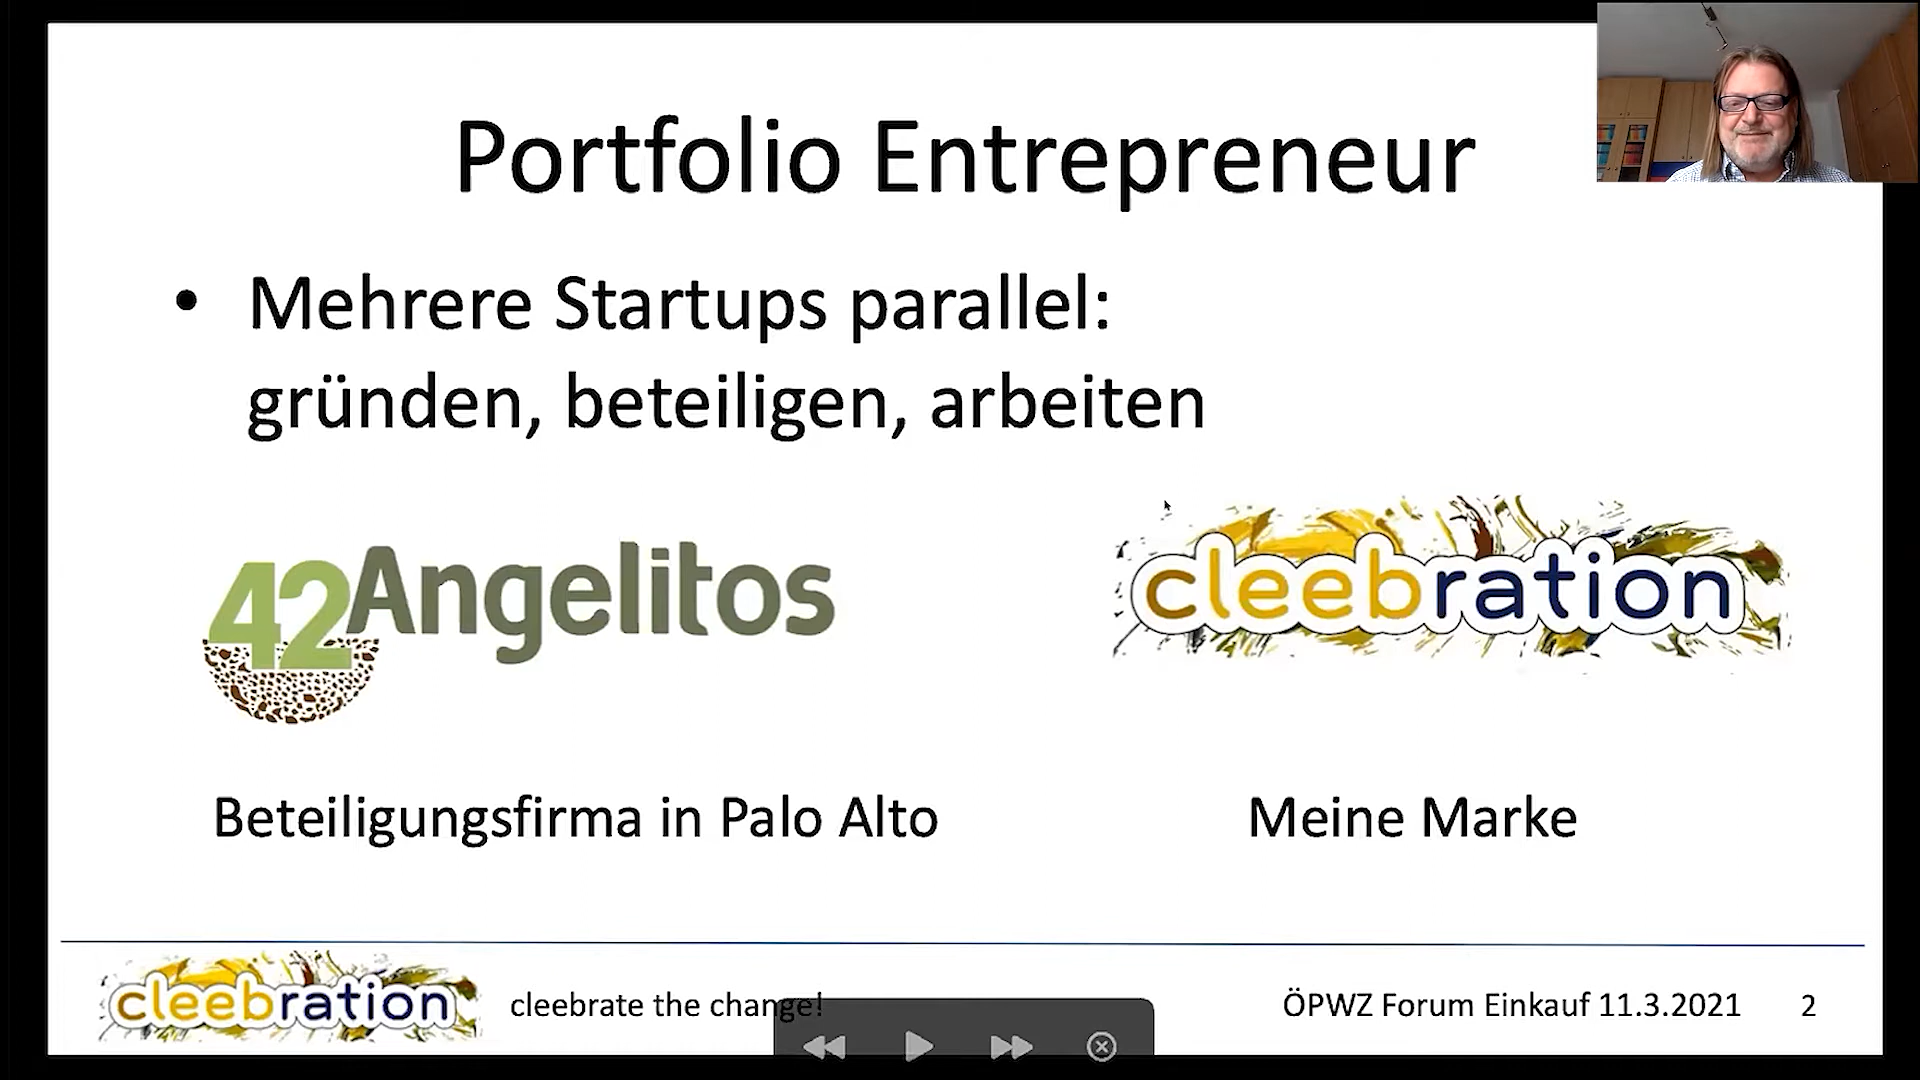 Portfolio Entrepreneur
• Mehrere Startups parallel:
gründen, beteiligen, arbeiten
42Angelitos
cleebration
Beteiligungsfirma in Palo Alto
Meine Marke
cleebration
cleebrate the change!
ÖPWZ Forum Einkauf 11.3.2021
2